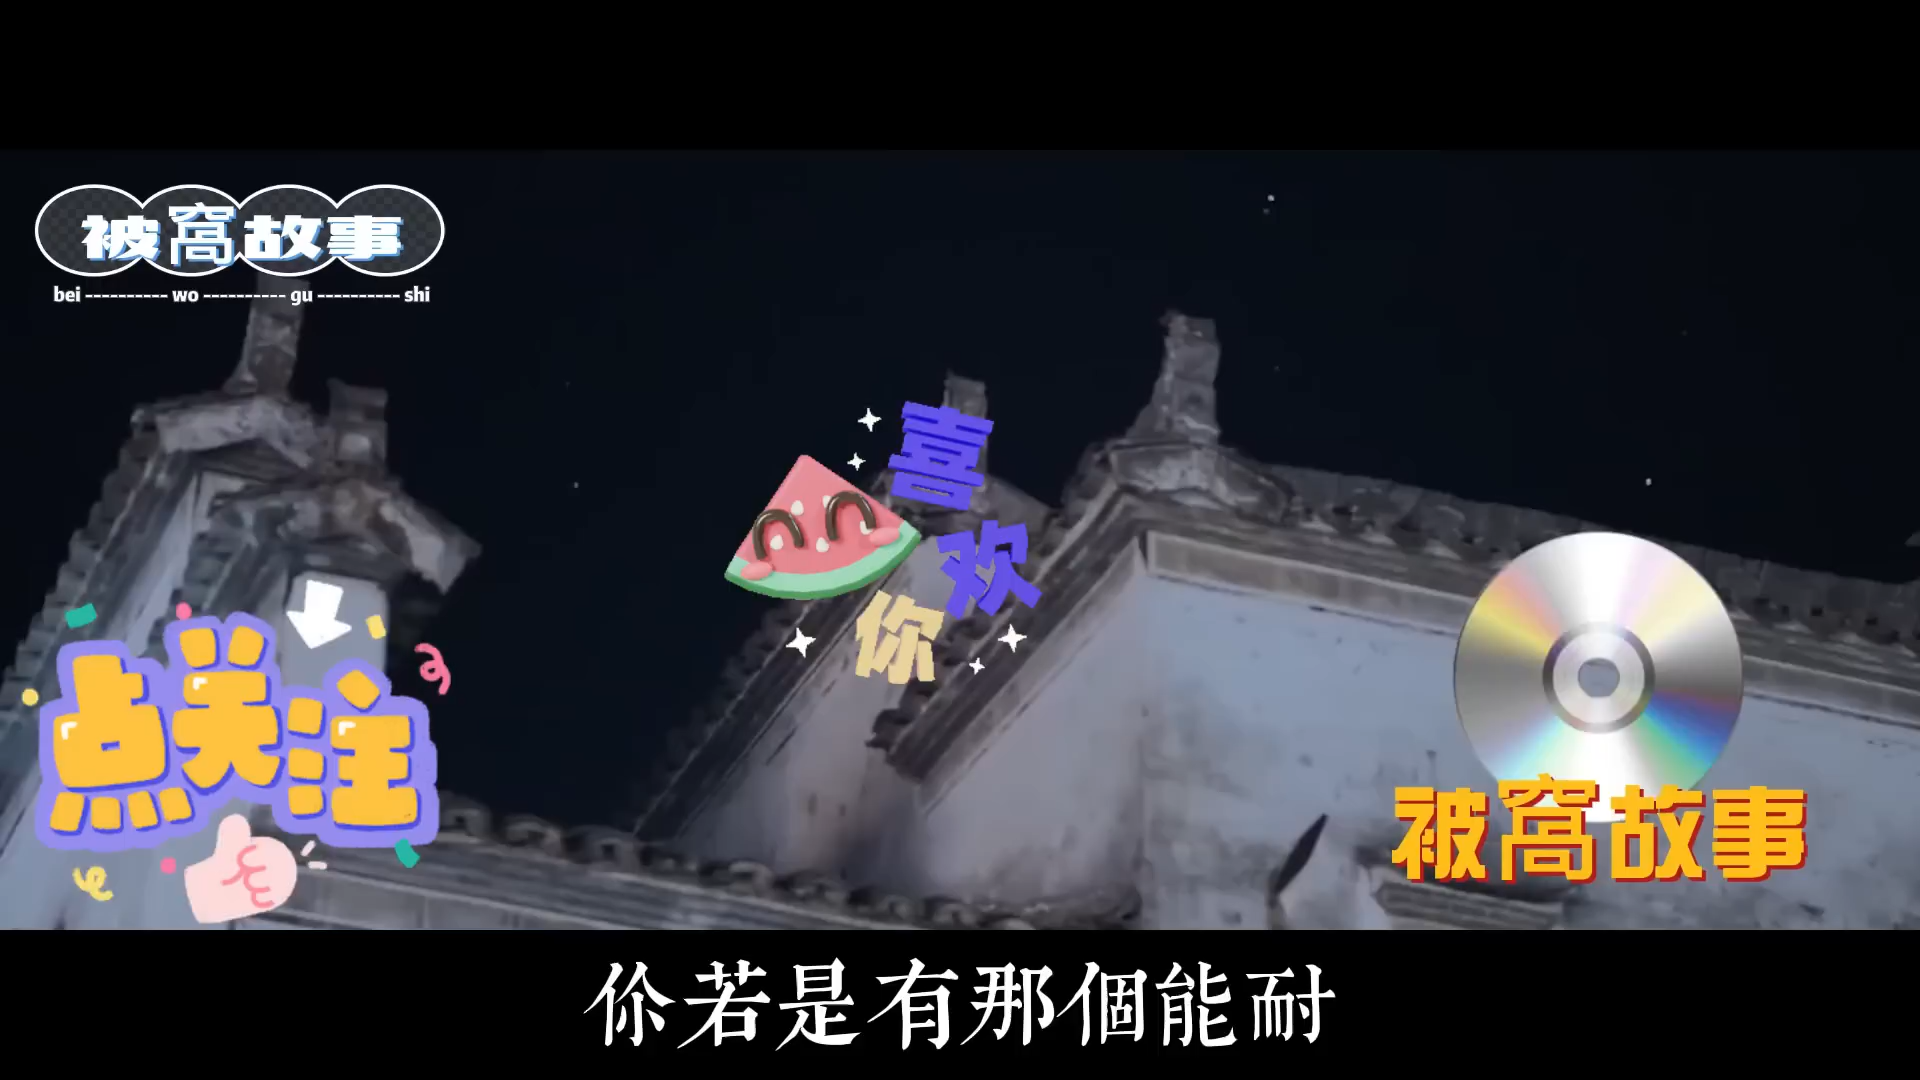 被窩故事
bei ---------- wo ---------- gu ---------- shi
喜欢
你
点关注
被窩故事
你若是有那個能耐